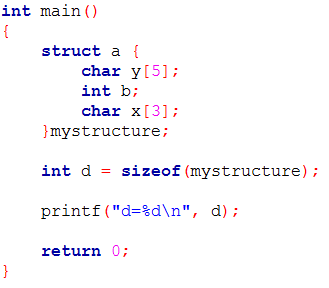 int main()
{
    struct a {
        char y[5];
        int b;
        char x[3];
    }mystructure;

    int d = sizeof(mystructure);

    printf("d=%d\n", d);

    return 0;
}